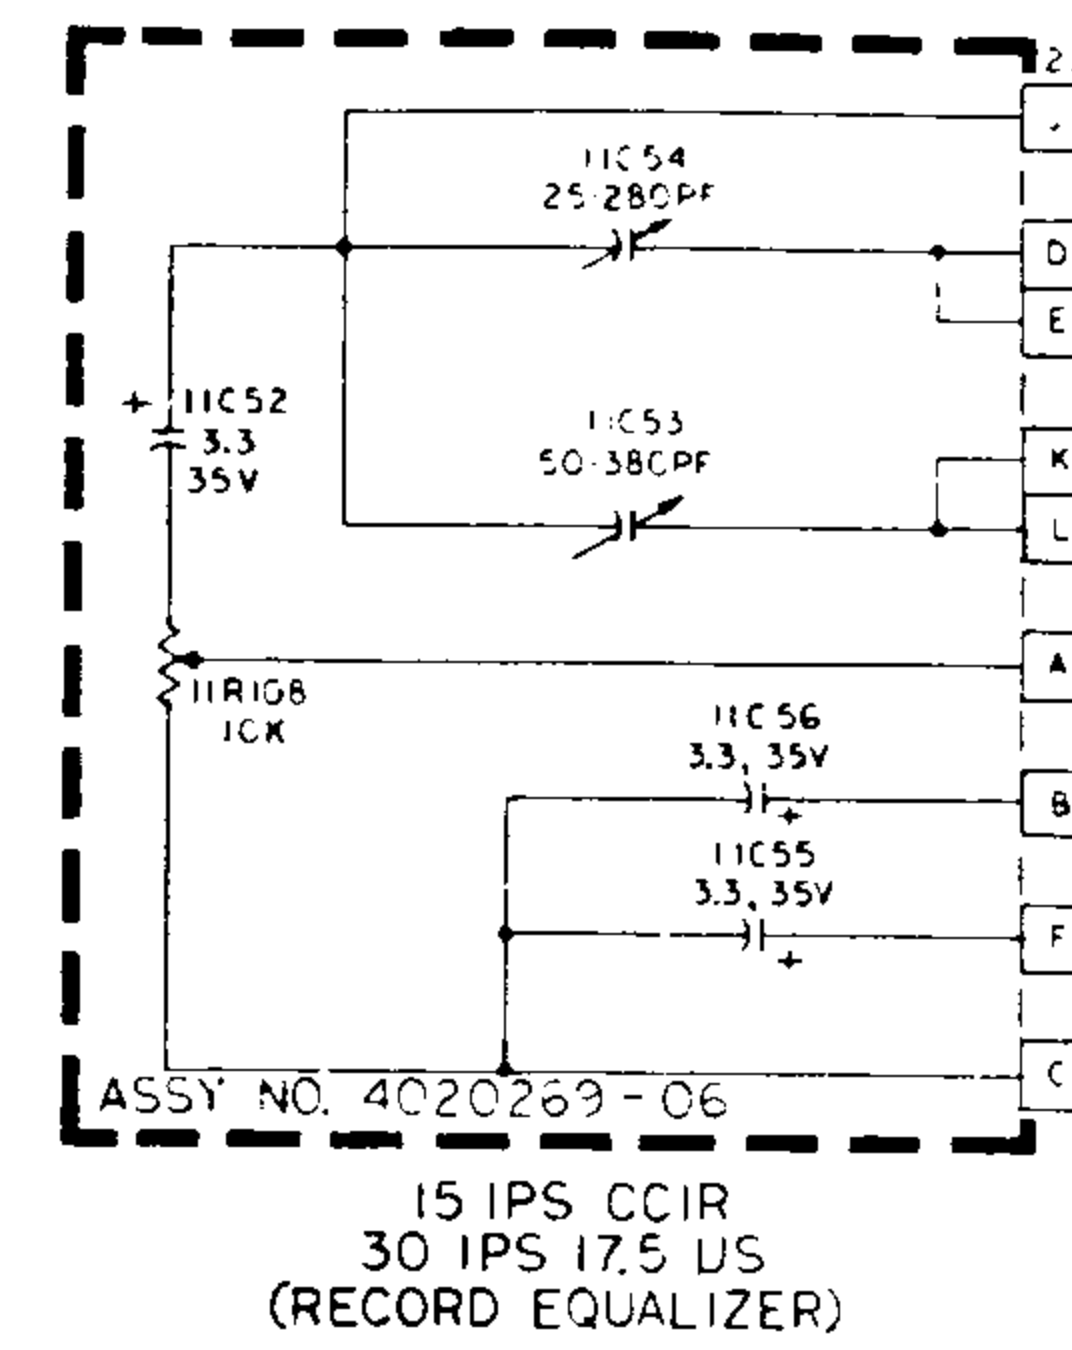 2
11C54
25-280PF
D
E
+ 11C52
3.3
35V
11C53
50-380PF
K
L
A
11R108
10K
11C56
3.3, 35V
+
B
11C55
3.3, 35V
+
F
C
ASSY NO. 4020269-06
15 IPS CCIR
30 IPS 17.5 US
(RECORD EQUALIZER)